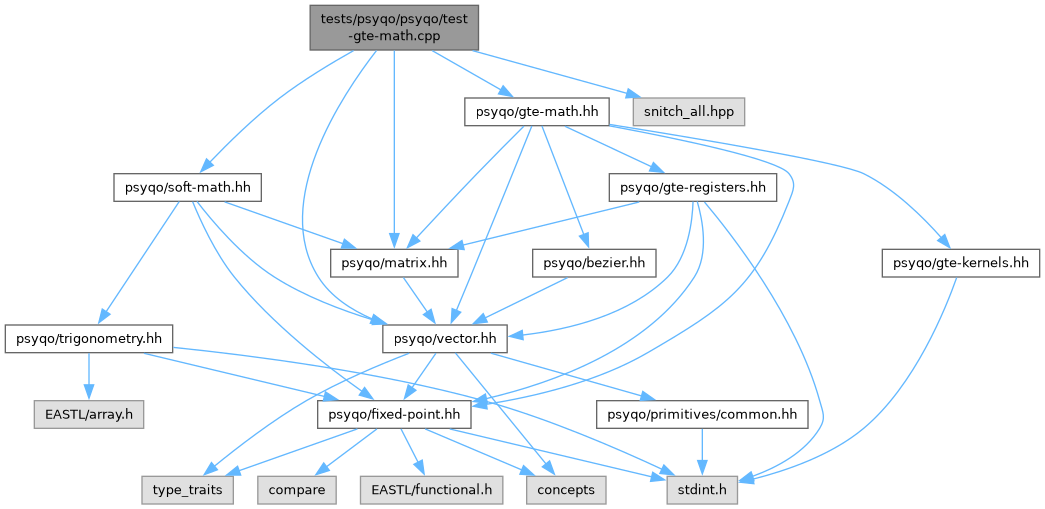 tests/psyqo/psyqo/test
-gte-math.cpp
psyqo/gte-math.hh
snitch_all.hpp
psyqo/soft-math.hh
psyqo/gte-registers.hh
psyqo/matrix.hh
psyqo/bezier.hh
psyqo/gte-kernels.hh
psyqo/trigonometry.hh
psyqo/vector.hh
EASTL/array.h
psyqo/fixed-point.hh
psyqo/primitives/common.hh
type_traits
compare
EASTL/functional.h
concepts
stdint.h